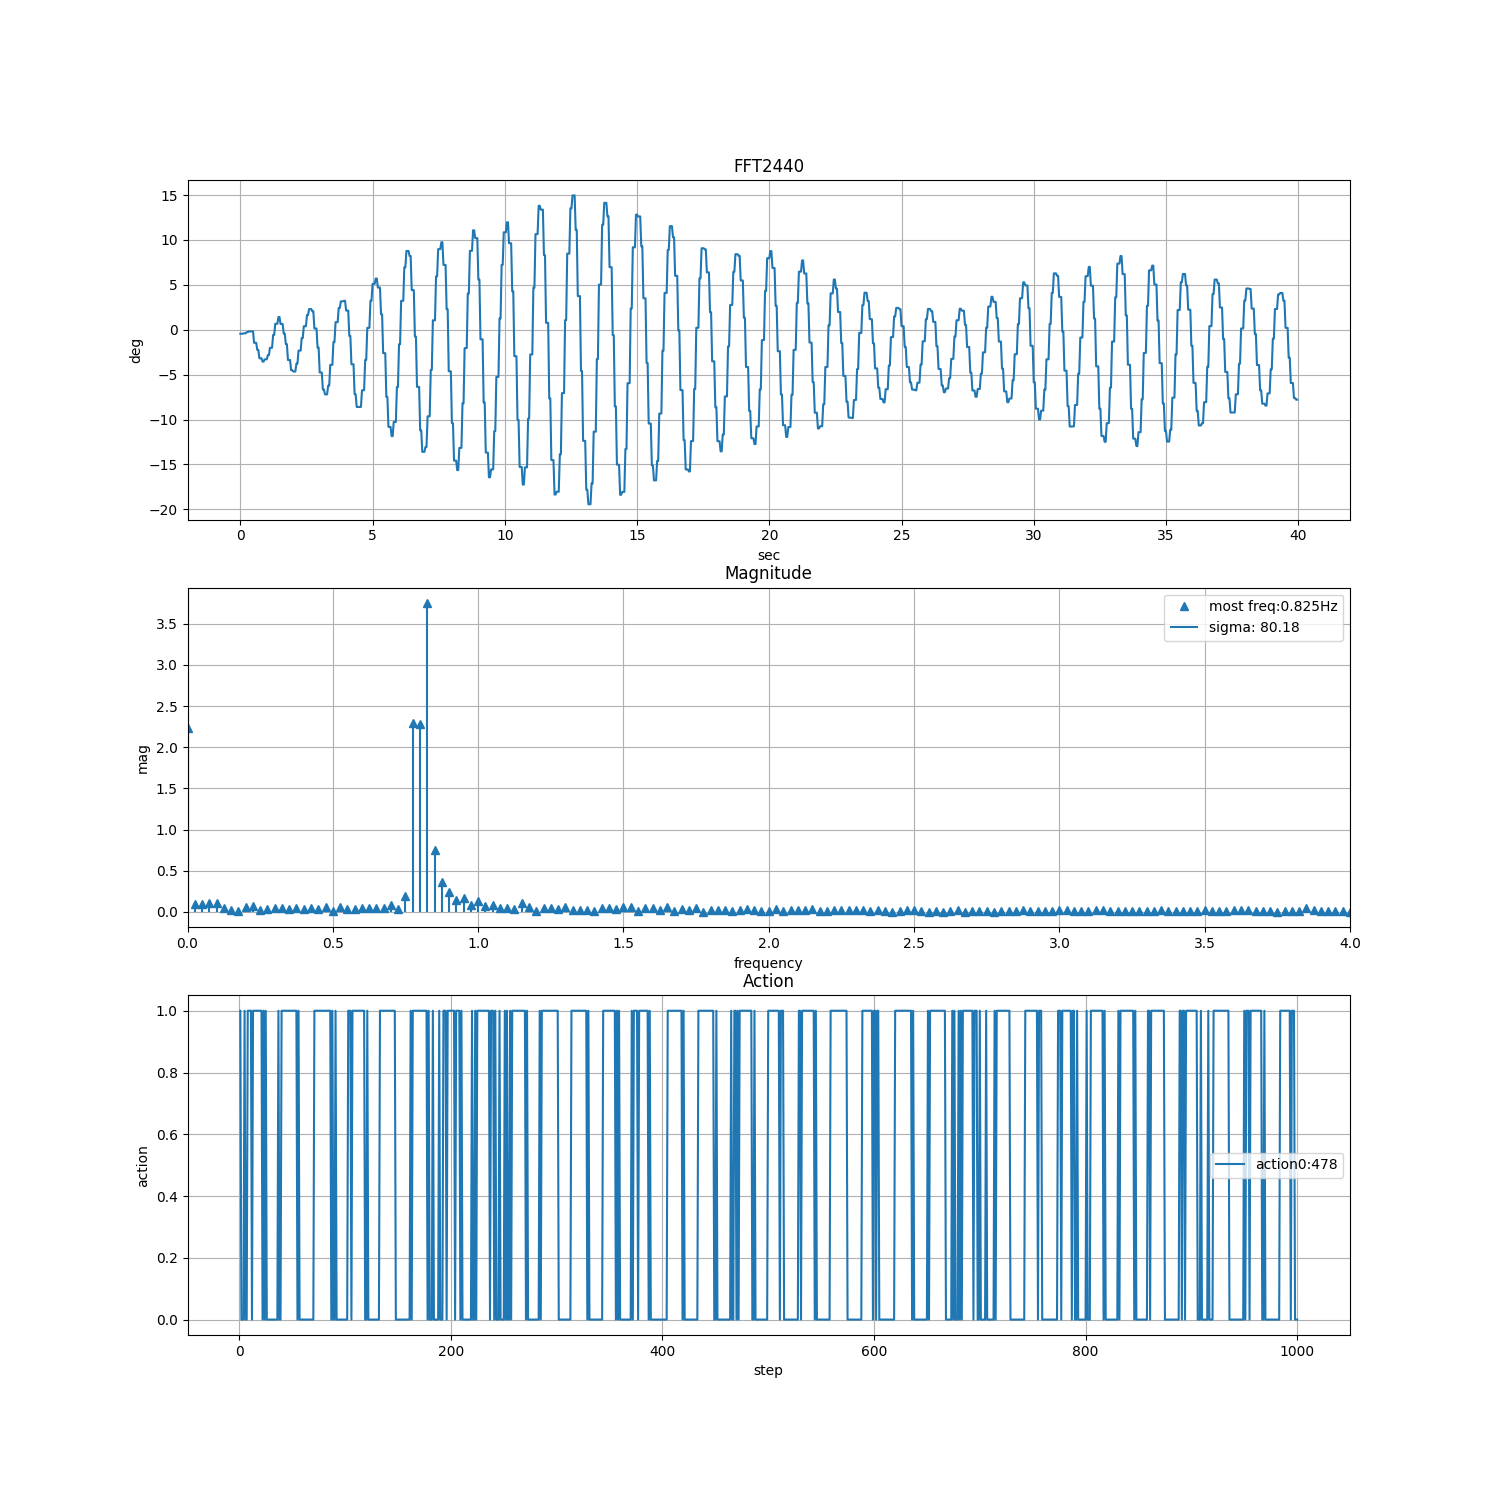 FFT2440
15
10
5
0
−5
−10
−15
−20
deg
0 5 10 15 20 25 30 35 40
sec
Magnitude
most freq:0.825Hz
sigma: 80.18
3.5
3.0
2.5
2.0
1.5
1.0
0.5
0.0
mag
0.0 0.5 1.0 1.5 2.0 2.5 3.0 3.5 4.0
frequency
Action
1.0
0.8
0.6
0.4
0.2
0.0
action
action0:478
0 200 400 600 800 1000
step